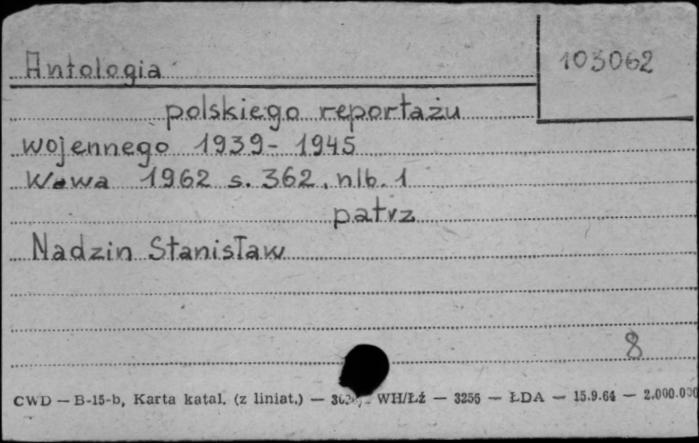 Antologia
103062
polskiego reportażu
wojennego 1939-1945
W-wa 1962 s. 362, nlb. 1
patrz
Nadzin Stanisław
8
CWD — B-15-b, Karta katal. (z liniat.) — WH/Łź — 3256 — ŁDA — 15.9.64 — 2.000.000